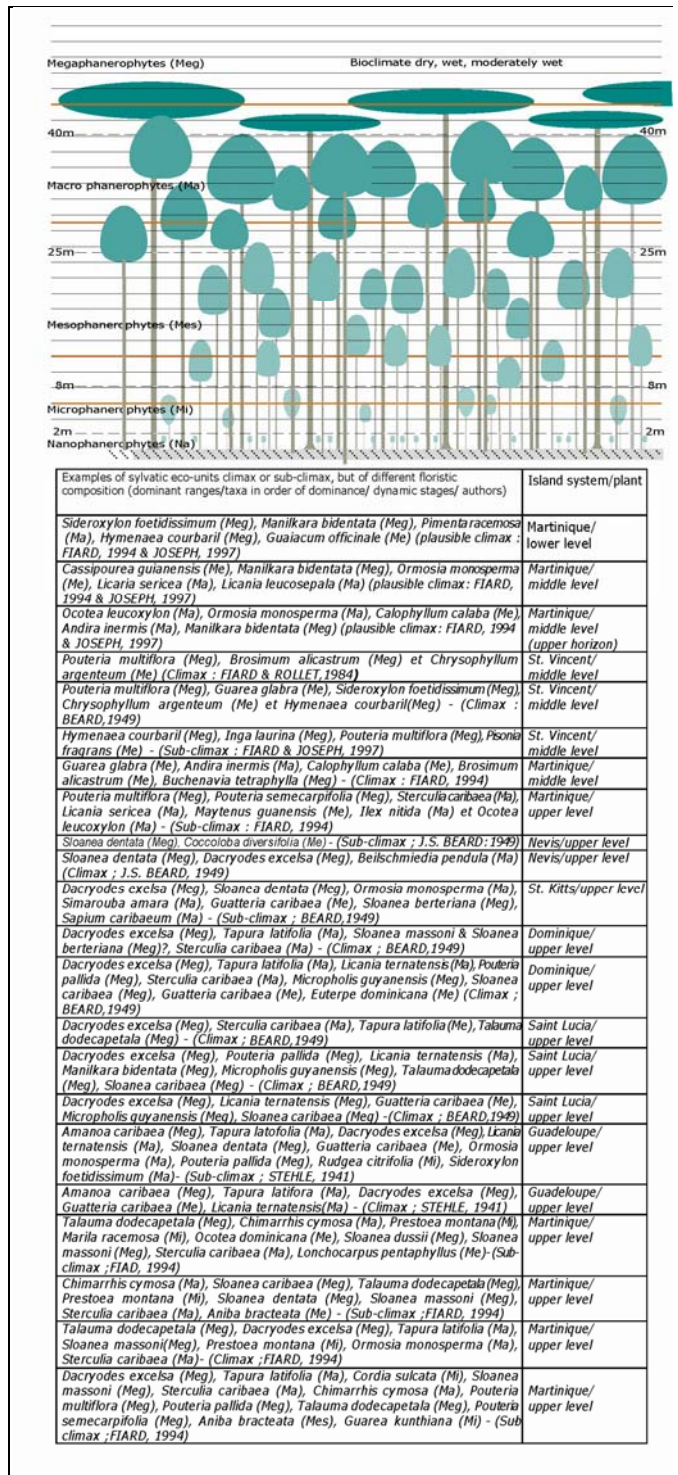 Megaphanerophytes (Meg) Bioclimate dry, wet, moderately wet
40m 40m
Macro phanerophytes (Ma)
25m 25m
Mesophanerophytes (Mes)
8m 8m
Microphanerophytes (Mi)
2m 2m
Nanophanerophytes (Na)
Examples of sylvatic eco-units climax or sub-climax, but of different floristic
composition (dominant ranges/taxa in order of dominance/ dynamic stages/ authors)
Island system/plant
Sideroxylon foetidissimum (Meg), Manilkara bidentata (Meg), Pimenta racemosa
(Ma), Hymenaea courbaril (Meg), Guaiacum officinale (Me) (plausible climax :
FIARD, 1994 & JOSEPH, 1997)
Martinique/
lower level
Cassipourea guianensis (Me), Manilkara bidentata (Meg), Ormosia monosperma
(Me), Licaria sericea (Ma), Licania leucosepala (Ma) (plausible climax: FIARD,
1994 & JOSEPH, 1997)
Martinique/
middle level
Ocotea leucoxylon (Ma), Ormosia monosperma (Ma), Calophyllum calaba (Me),
Andira inermis (Ma), Manilkara bidentata (Meg) (plausible climax: FIARD, 1994
& JOSEPH, 1997)
Martinique/
middle level
(upper horizon)
Pouteria multiflora (Meg), Brosimum alicastrum (Meg) et Chrysophyllum
argenteum (Me) (Climax : FIARD & ROLLET,1984)
St. Vincent/
middle level
Pouteria multiflora (Meg), Guarea glabra (Me), Sideroxylon foetidissimum (Meg),
Chrysophyllum argenteum (Me) et Hymenaea courbaril(Meg) - (Climax :
BEARD,1949)
St. Vincent/
middle level
Hymenaea courbaril (Meg), Inga laurina (Meg), Pouteria multiflora (Meg), Pisonia
fragrans (Me) - (Sub-climax : FIARD & JOSEPH, 1997)
St. Vincent/
middle level
Guarea glabra (Me), Andira inermis (Ma), Calophyllum calaba (Me), Brosimum
alicastrum (Me), Buchenavia tetraphylla (Meg) - (Climax : FIARD, 1994)
Martinique/
middle level
Pouteria multiflora (Meg), Pouteria semecarpifolia (Meg), Sterculia caribaea (Ma),
Licania sericea (Ma), Maytenus guanensis (Me), Ilex nitida (Ma) et Ocotea
leucoxylon (Ma) - (Sub-climax : FIARD, 1994)
Martinique/
upper level
Sloanea dentata (Meg), Coccoloba diversifolia (Me) - (Sub-climax ; J.S. BEARD: 1949)
Nevis/upper level
Sloanea dentata (Meg), Dacryodes excelsa (Meg), Beilschmiedia pendula (Ma)
(Climax ; J.S. BEARD, 1949)
Nevis/upper level
Dacryodes exelsa (Meg), Sloanea dentata (Meg), Ormosia monosperma (Ma),
Simarouba amara (Ma), Guatteria caribaea (Me), Sloanea berteriana (Meg),
Sapium caribaeum (Ma) - (Sub-climax ; BEARD,1949)
St. Kitts/upper level
Dacryodes excelsa (Meg), Tapura latifolia (Ma), Sloanea massoni & Sloanea
berteriana (Meg)?, Sterculia caribaea (Ma) - (Climax ; BEARD,1949)
Dominique/
upper level
Dacryodes excelsa (Meg), Tapura latifolia (Ma), Licania ternatensis (Ma), Pouteria
pallida (Meg), Sterculia caribaea (Ma), Micropholis guyanensis (Meg), Sloanea
caribaea (Meg), Guatteria caribaea (Me), Euterpe dominicana (Me) (Climax ;
BEARD,1949)
Dominique/
upper level
Dacryodes excelsa (Meg), Sterculia caribaea (Ma), Tapura latifolia (Me), Talauma
dodecapetala (Meg) - (Climax ; BEARD,1949)
Saint Lucia/
upper level
Dacryodes excelsa (Meg), Pouteria pallida (Meg), Licania ternatensis (Ma),
Manilkara bidentata (Meg), Micropholis guyanensis (Meg), Talauma dodecapetala
(Meg), Sloanea caribaea (Meg) - (Climax ; BEARD,1949)
Saint Lucia/
upper level
Dacryodes excelsa (Meg), Licania ternatensis (Meg), Guatteria caribaea (Me),
Micropholis guyanensis (Meg), Sloanea caribaea (Meg) -(Climax ; BEARD,1949)
Saint Lucia/
upper level
Amanoa caribaea (Meg), Tapura latofolia (Ma), Dacryodes excelsa (Meg), Licania
ternatensis (Ma), Sloanea dentata (Meg), Guatteria caribaea (Me), Ormosia
monosperma (Ma), Pouteria pallida (Meg), Rudgea citrifolia (Mi), Sideroxylon
foetidissimum (Ma)- (Sub-climax ; STEHLE, 1941)
Guadeloupe/
upper level
Amanoa caribaea (Meg), Tapura latifora (Ma), Dacryodes excelsa (Meg),
Guatteria caribaea (Me), Licania ternatensis(Ma) - (Climax ; STEHLE, 1941)
Guadeloupe/
upper level
Talauma dodecapetala (Meg), Chimarrhis cymosa (Ma), Prestoea montana (Mi),
Marila racemosa (Mi), Ocotea dominicana (Me), Sloanea dussii (Meg), Sloanea
massoni (Meg), Sterculia caribaea (Ma), Lonchocarpus pentaphyllus (Me)-(Sub-
climax ;FIAD, 1994)
Martinique/
upper level
Chimarrhis cymosa (Ma), Sloanea caribaea (Meg), Talauma dodecapetala (Meg),
Prestoea montana (Mi), Sloanea dentata (Meg), Sloanea massoni (Meg),
Sterculia caribaea (Ma), Aniba bracteata (Me) - (Sub-climax ;FIARD, 1994)
Martinique/
upper level
Talauma dodecapetala (Meg), Dacryodes excelsa (Meg), Tapura latifolia (Ma),
Sloanea massoni(Meg), Prestoea montana (Mi), Ormosia monosperma (Ma),
Sterculia caribaea (Ma)- (Climax ;FIARD, 1994)
Martinique/
upper level
Dacryodes excelsa (Meg), Tapura latifolia (Ma), Cordia sulcata (Mi), Sloanea
massoni (Meg), Sterculia caribaea (Ma), Chimarrhis cymosa (Ma), Pouteria
multiflora (Meg), Pouteria pallida (Meg), Talauma dodecapetala (Meg), Pouteria
semecarpifolia (Meg), Aniba bracteata (Mes), Guarea kunthiana (Mi) - (Sub
climax ;FIARD, 1994)
Martinique/
upper level